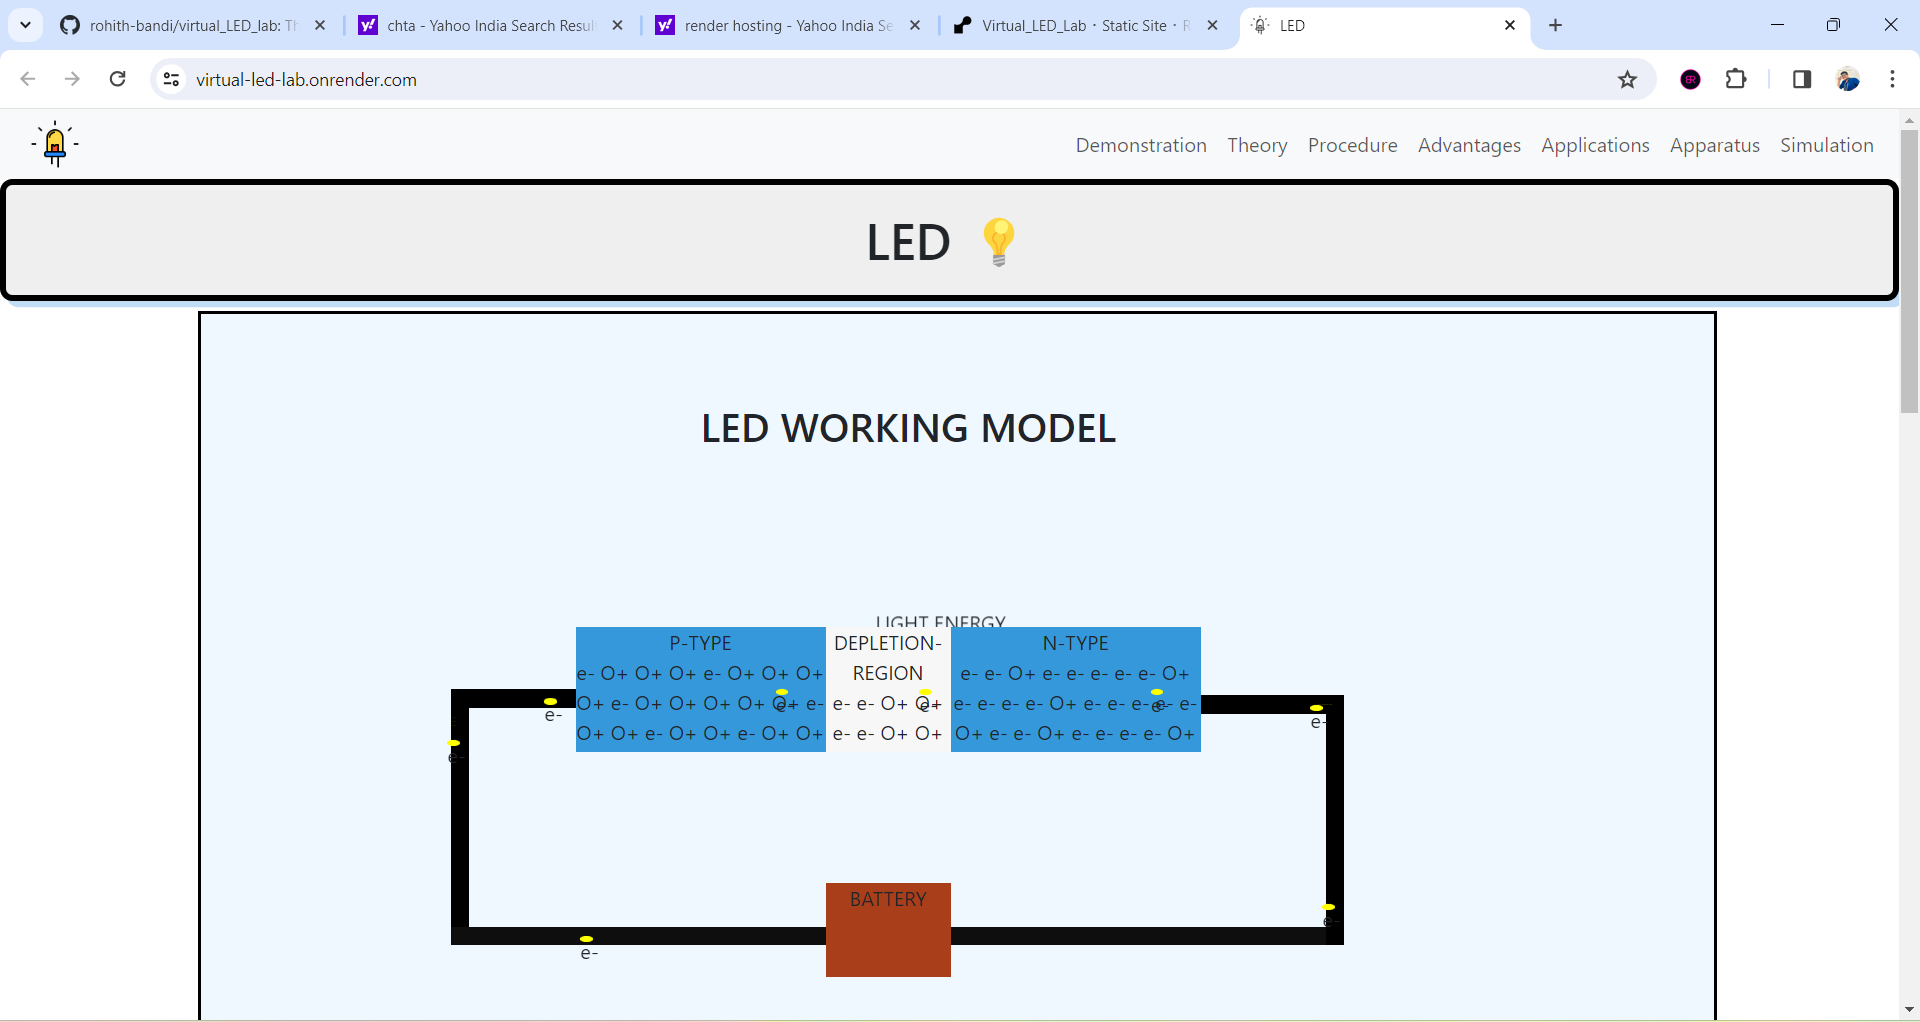 rohith-bandi/virtual_LED_lab: Th
chta - Yahoo India Search Resul
render hosting - Yahoo India Se
Virtual_LED_Lab · Static Site · R
LED
virtual-led-lab.onrender.com
Demonstration Theory Procedure Advantages Applications Apparatus Simulation
LED 💡
LED WORKING MODEL
LIGHT ENERGY
P-TYPE
e- O+ O+ O+ e- O+ O+ O+
O+ e- O+ O+ O+ O+ O+ e-
O+ O+ e- O+ O+ e- O+ O+
DEPLETION-
REGION
e- e- O+ O+
e- e- O+ O+
N-TYPE
e- e- O+ e- e- e- e- e- O+
e- e- e- e- O+ e- e- e- e- e-
O+ e- e- O+ e- e- e- e- O+
e-
e-
e-
e-
e-
e-
e-
e-
BATTERY